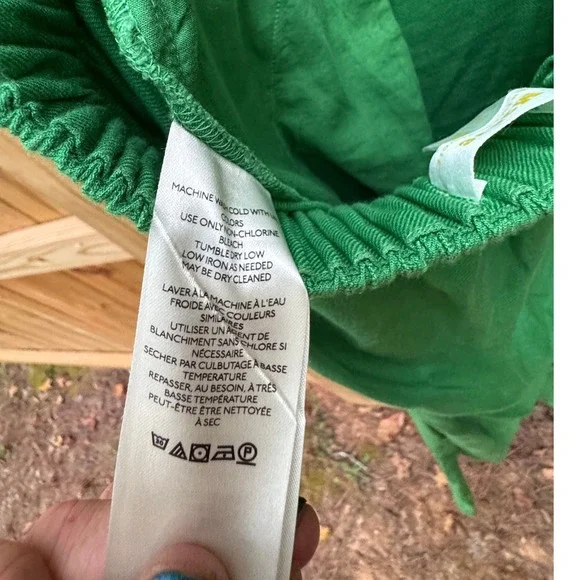 MACHINE WASH COLD WITH
COLORS
USE ONLY NON-CHLORINE
BLEACH
TUMBLE DRY LOW
LOW IRON AS NEEDED
MAY BE DRY CLEANED
LAVER À LA MACHINE À L'EAU
FROIDE AVEC COULEURS
SIMILAIRES
UTILISER UN AGENT DE
BLANCHIMENT SANS CHLORE SI
NÉCESSAIRE
SECHER PAR CULBUTAGE À BASSE
TEMPERATURE
REPASSER, AU BESOIN, À TRÈS
BASSE TEMPÉRATURE
PEUT-ÊTRE ÊTRE NETTOYÉE
À SEC
30 P